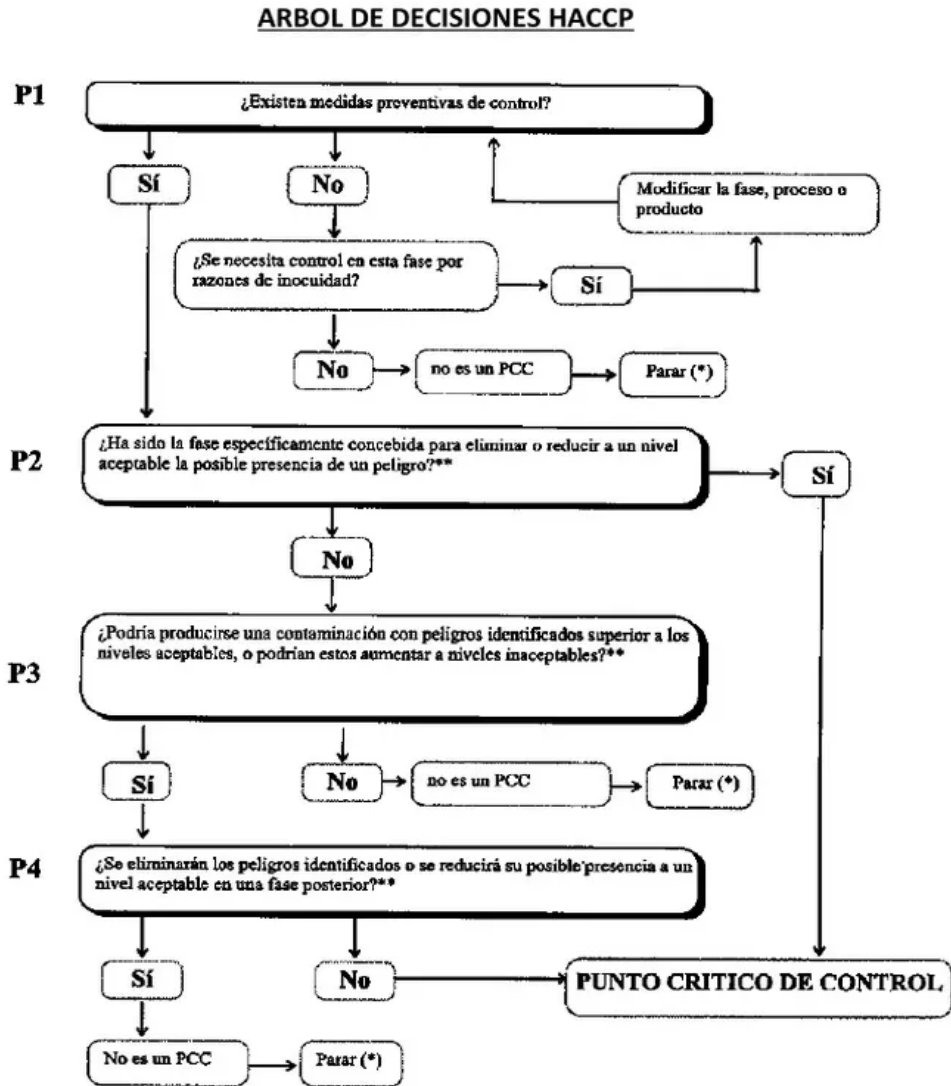 ARBOL DE DECISIONES HACCP
P1
¿Existen medidas preventivas de control?
Sí
No
Modificar la fase, proceso o
producto
¿Se necesita control en esta fase por
razones de inocuidad?
Sí
No
no es un PCC
Parar (*)
P2
¿Ha sido la fase específicamente concebida para eliminar o reducir a un nivel
aceptable la posible presencia de un peligro?**
Sí
No
P3
¿Podría producirse una contaminación con peligros identificados superior a los
niveles aceptables, o podrían estos aumentar a niveles inaceptables?**
Sí
No
no es un PCC
Parar (*)
P4
¿Se eliminarán los peligros identificados o se reducirá su posible presencia a un
nivel aceptable en una fase posterior?**
Sí
No
PUNTO CRITICO DE CONTROL
No es un PCC
Parar (*)